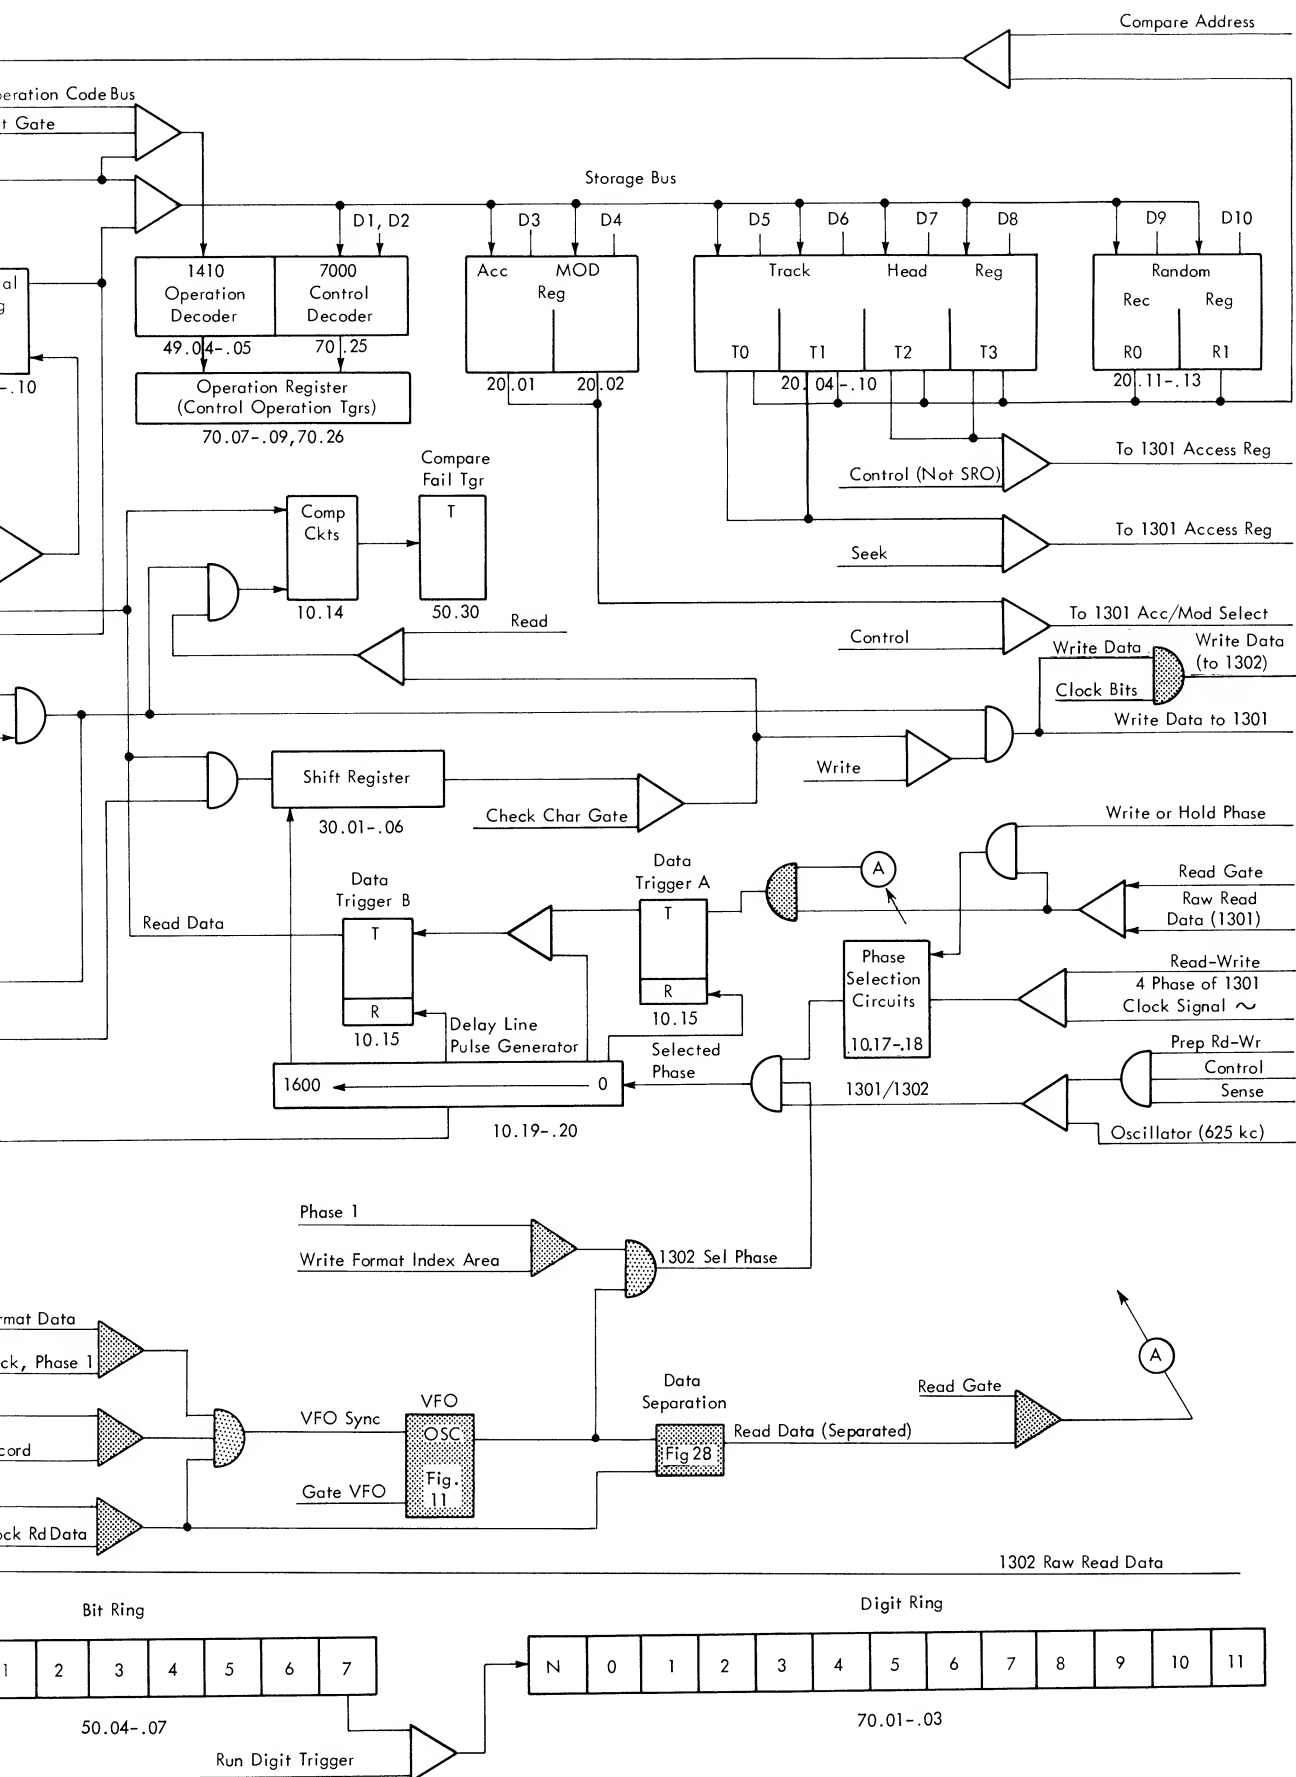 Compare Address
eration Code Bus
t Gate
Storage Bus
D1, D2
D3
D4
D5
D6
D7
D8
D9
D10
al
g
-.10
1410
Operation
Decoder
7000
Control
Decoder
49.04-.05
70.25
Operation Register
(Control Operation Tgrs)
70.07-.09,70.26
Acc
MOD
Reg
20.01
20.02
Track
Head
Reg
T0
T1
T2
T3
20.04-.10
Random
Rec
Reg
R0
R1
20.11-.13
To 1301 Access Reg
Control (Not SRO)
To 1301 Access Reg
Seek
To 1301 Acc/Mod Select
Control
Compare
Fail Tgr
T
50.30
Comp
Ckts
10.14
Read
Write Data
Clock Bits
Write Data
(to 1302)
Write Data to 1301
Write
Shift Register
30.01-.06
Check Char Gate
Write or Hold Phase
Read Gate
Raw Read
Data (1301)
A
Data
Trigger A
T
R
10.15
Data
Trigger B
T
R
10.15
Read Data
Phase
Selection
Circuits
10.17-.18
Read-Write
4 Phase of 1301
Clock Signal ~
Delay Line
Pulse Generator
1600
0
10.19-.20
Selected
Phase
1301/1302
Prep Rd-Wr
Control
Sense
Oscillator (625 kc)
Phase 1
Write Format Index Area
1302 Sel Phase
rmat Data
ck, Phase 1
cord
ock Rd Data
VFO Sync
VFO
OSC
Fig.
11
Gate VFO
Data
Separation
Fig 28
Read Data (Separated)
Read Gate
A
1302 Raw Read Data
Bit Ring
1 2 3 4 5 6 7
50.04-.07
Run Digit Trigger
Digit Ring
N 0 1 2 3 4 5 6 7 8 9 10 11
70.01-.03